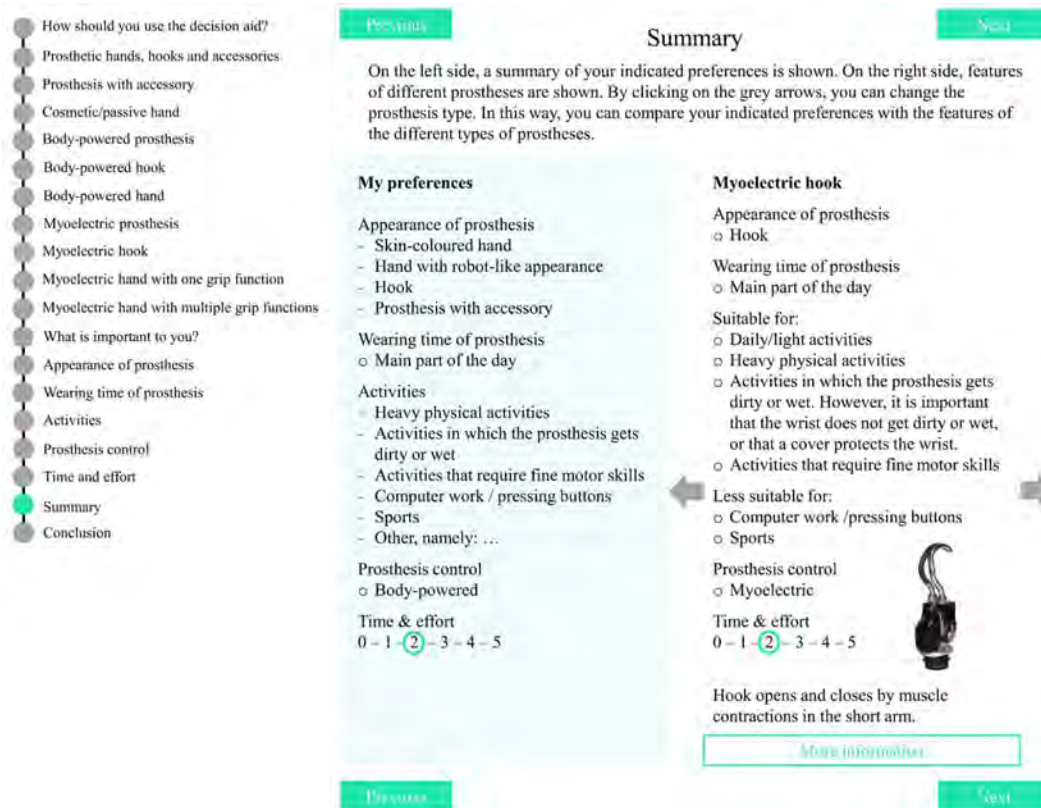 How should you use the decision aid?
Prosthetic hands, hooks and accessories
Prosthesis with accessory
Cosmetic/passive hand
Body-powered prosthesis
Body-powered hook
Body-powered hand
Myoelectric prosthesis
Myoelectric hook
Myoelectric hand with one grip function
Myoelectric hand with multiple grip functions
What is important to you?
Appearance of prosthesis
Wearing time of prosthesis
Activities
Prosthesis control
Time and effort
Summary
Conclusion
Previous
Next
Summary
On the left side, a summary of your indicated preferences is shown. On the right side, features
of different prostheses are shown. By clicking on the grey arrows, you can change the
prosthesis type. In this way, you can compare your indicated preferences with the features of
the different types of prostheses.
My preferences
Appearance of prosthesis
- Skin-coloured hand
- Hand with robot-like appearance
- Hook
- Prosthesis with accessory
Wearing time of prosthesis
o Main part of the day
Activities
- Heavy physical activities
- Activities in which the prosthesis gets
dirty or wet
- Activities that require fine motor skills
- Computer work / pressing buttons
- Sports
- Other, namely: …
Prosthesis control
o Body-powered
Time & effort
0 – 1 – 2 – 3 – 4 – 5
Myoelectric hook
Appearance of prosthesis
o Hook
Wearing time of prosthesis
o Main part of the day
Suitable for:
o Daily/light activities
o Heavy physical activities
o Activities in which the prosthesis gets
dirty or wet. However, it is important
that the wrist does not get dirty or wet,
or that a cover protects the wrist.
o Activities that require fine motor skills
Less suitable for:
o Computer work /pressing buttons
o Sports
Prosthesis control
o Myoelectric
Time & effort
0 – 1 – 2 – 3 – 4 – 5
Hook opens and closes by muscle
contractions in the short arm.
More information
Previous
Next